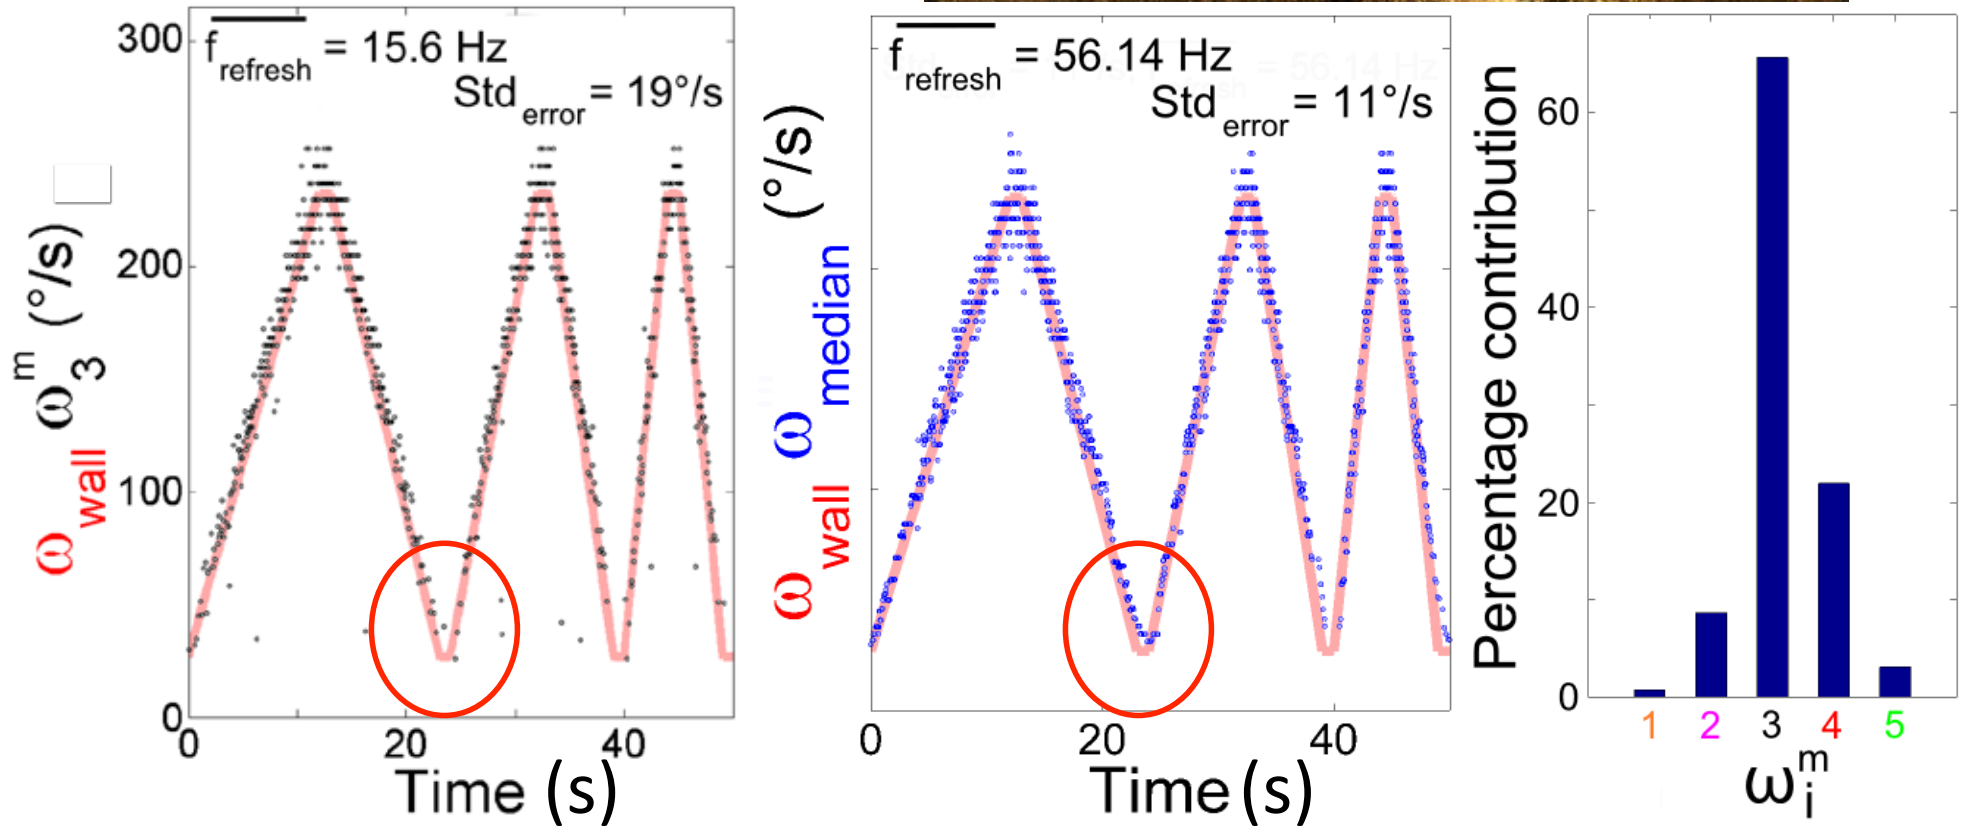 300
200
100
0
f refresh = 15.6 Hz
Std error = 19°/s
ω wall ω 3 m (°/s)
0 20 40
Time (s)
f refresh = 56.14 Hz
Std error = 11°/s
ω wall ω median (°/s)
0 20 40
Time (s)
Percentage contribution
60
40
20
0
1 2 3 4 5
ω i m